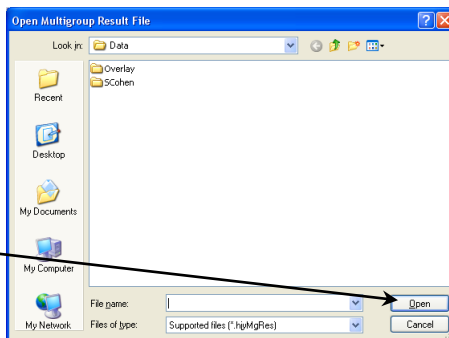 Open Multigroup Result File
Look in: Data
Overlay
SCohen
Recent
Desktop
My Documents
My Computer
My Network
File name:
Open
Files of type: Supported files (*.hjyMgRes)
Cancel